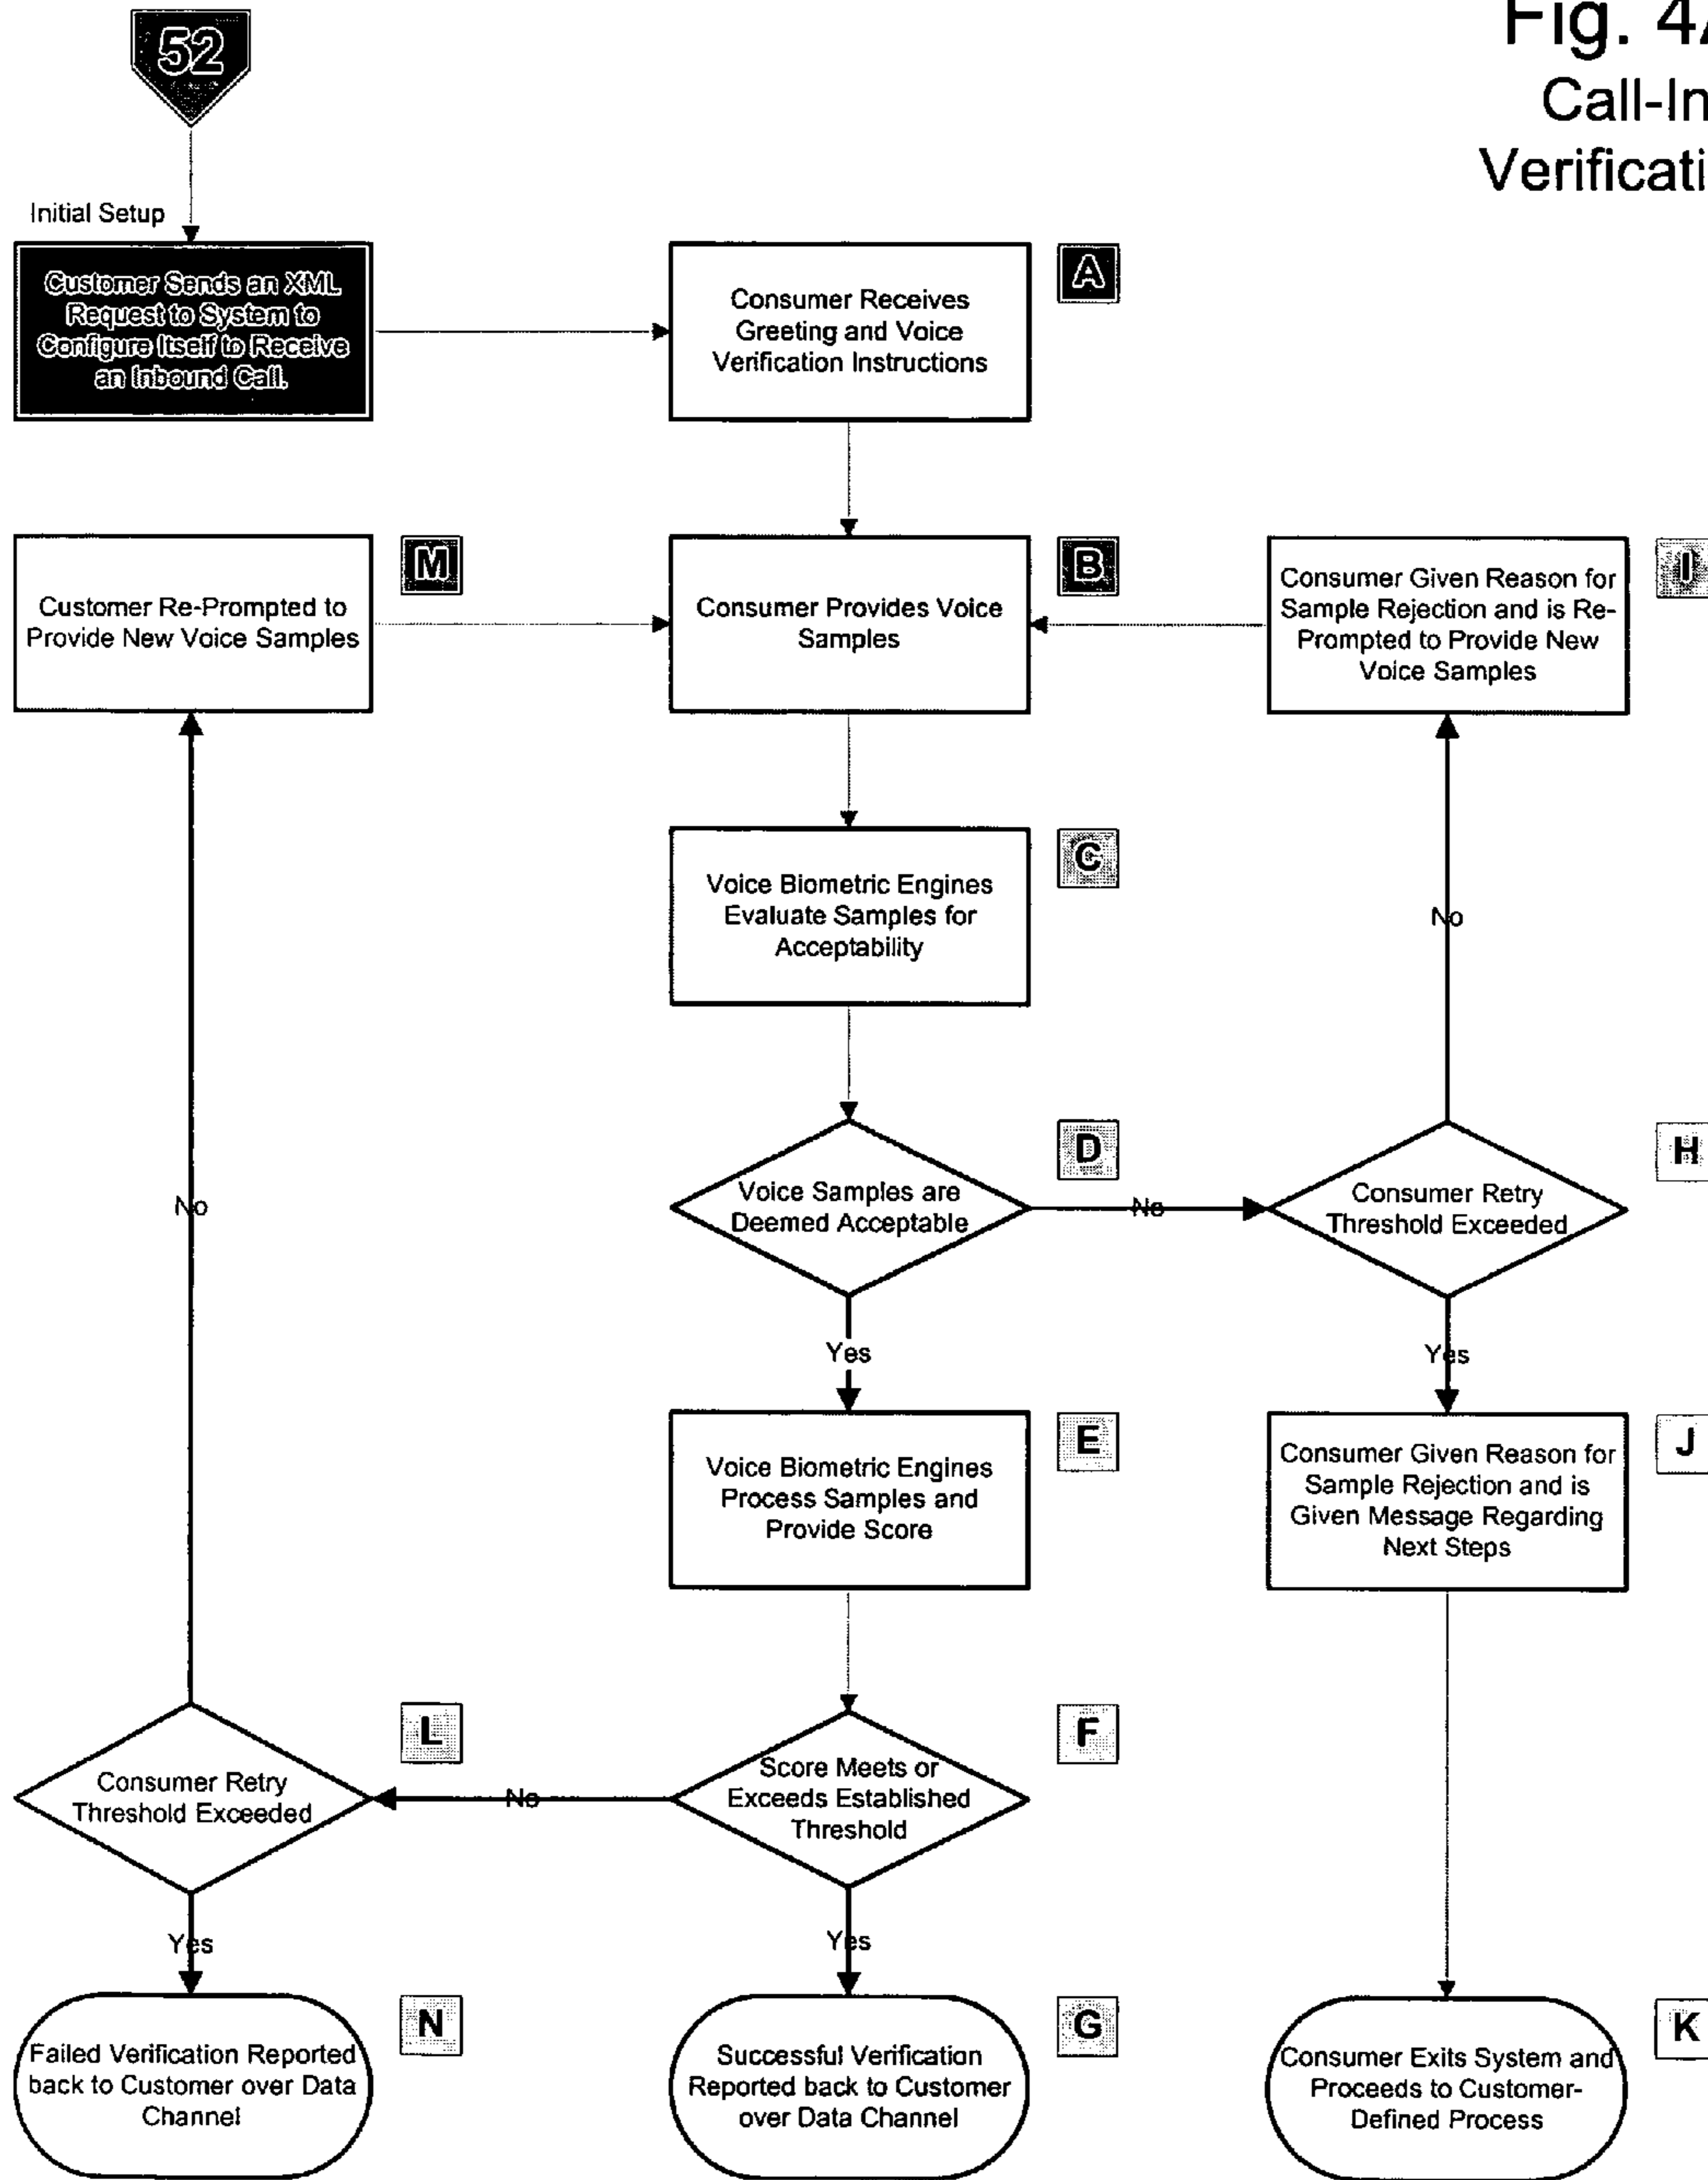 52
Fig. 4A
Call-In
Verificati
Initial Setup
Customer Sends an XML
Request to System to
Configure Itself to Receive
an Inbound Call.
Consumer Receives
Greeting and Voice
Verification Instructions
A
Customer Re-Prompted to
Provide New Voice Samples
M
Consumer Provides Voice
Samples
B
Consumer Given Reason for
Sample Rejection and is Re-
Prompted to Provide New
Voice Samples
I
Voice Biometric Engines
Evaluate Samples for
Acceptability
C
No
No
Voice Samples are
Deemed Acceptable
D
No
Consumer Retry
Threshold Exceeded
H
Yes
Yes
Voice Biometric Engines
Process Samples and
Provide Score
E
Consumer Given Reason for
Sample Rejection and is
Given Message Regarding
Next Steps
J
Consumer Retry
Threshold Exceeded
L
No
Score Meets or
Exceeds Established
Threshold
F
Yes
Yes
Failed Verification Reported
back to Customer over Data
Channel
N
Successful Verification
Reported back to Customer
over Data Channel
G
Consumer Exits System and
Proceeds to Customer-
Defined Process
K